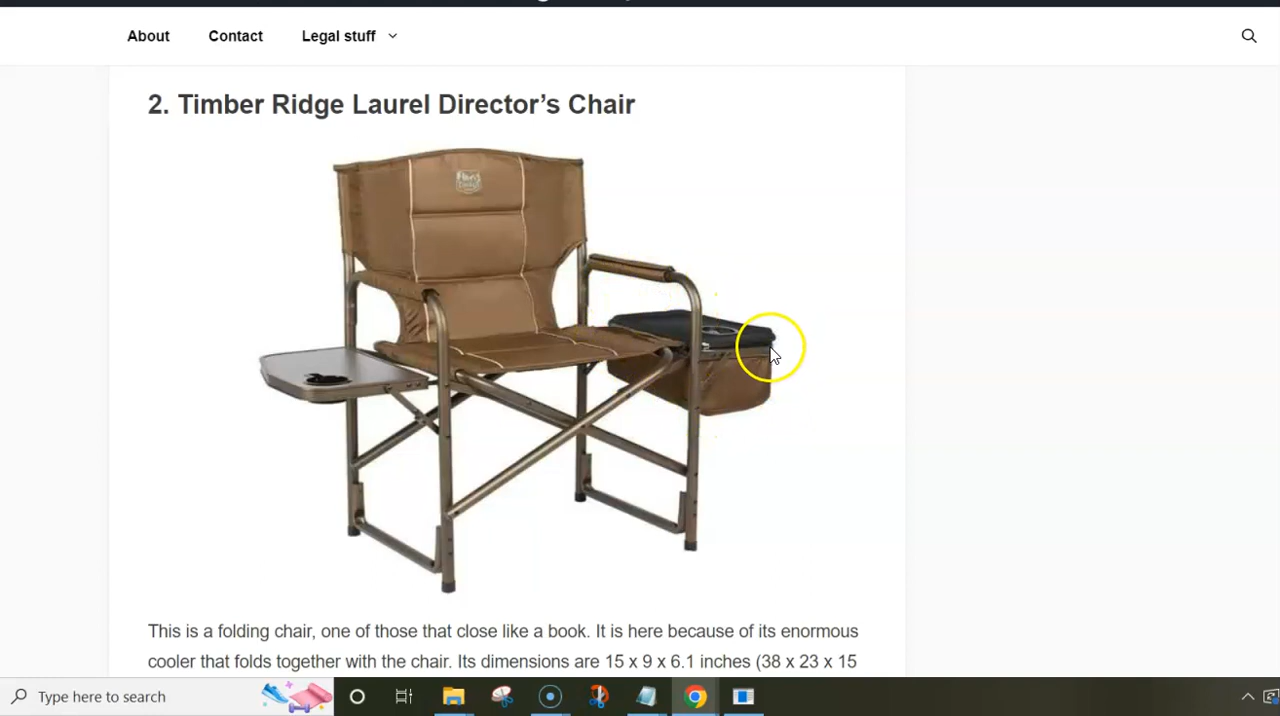 About Contact Legal stuff
2. Timber Ridge Laurel Director’s Chair
This is a folding chair, one of those that close like a book. It is here because of its enormous
cooler that folds together with the chair. Its dimensions are 15 x 9 x 6.1 inches (38 x 23 x 15
Type here to search